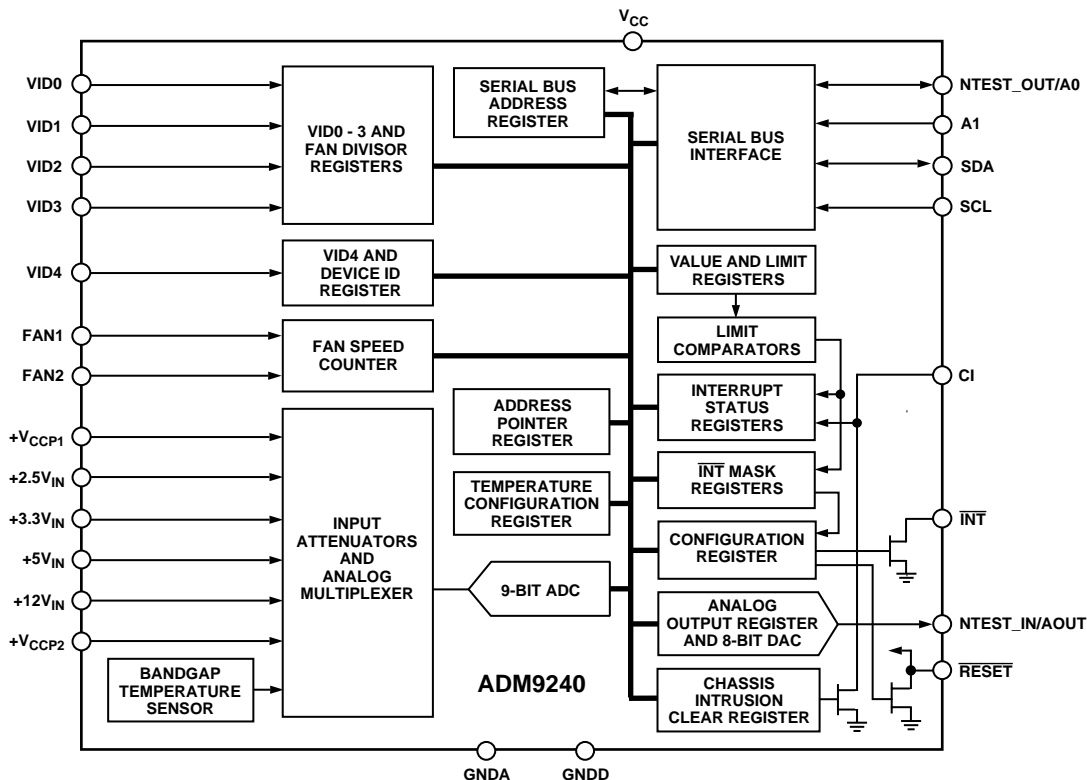 VCC
VID0
VID1
VID2
VID3
VID4
FAN1
FAN2
+VCCP1
+2.5VIN
+3.3VIN
+5VIN
+12VIN
+VCCP2
VID0 - 3 AND
FAN DIVISOR
REGISTERS
VID4 AND
DEVICE ID
REGISTER
FAN SPEED
COUNTER
INPUT
ATTENUATORS
AND
ANALOG
MULTIPLEXER
BANDGAP
TEMPERATURE
SENSOR
SERIAL BUS
ADDRESS
REGISTER
ADDRESS
POINTER
REGISTER
TEMPERATURE
CONFIGURATION
REGISTER
9-BIT ADC
ADM9240
SERIAL BUS
INTERFACE
VALUE AND LIMIT
REGISTERS
LIMIT
COMPARATORS
INTERRUPT
STATUS
REGISTERS
INT MASK
REGISTERS
CONFIGURATION
REGISTER
ANALOG
OUTPUT REGISTER
AND 8-BIT DAC
CHASSIS
INTRUSION
CLEAR REGISTER
NTEST_OUT/A0
A1
SDA
SCL
CI
INT
NTEST_IN/AOUT
RESET
GNDA
GNDD